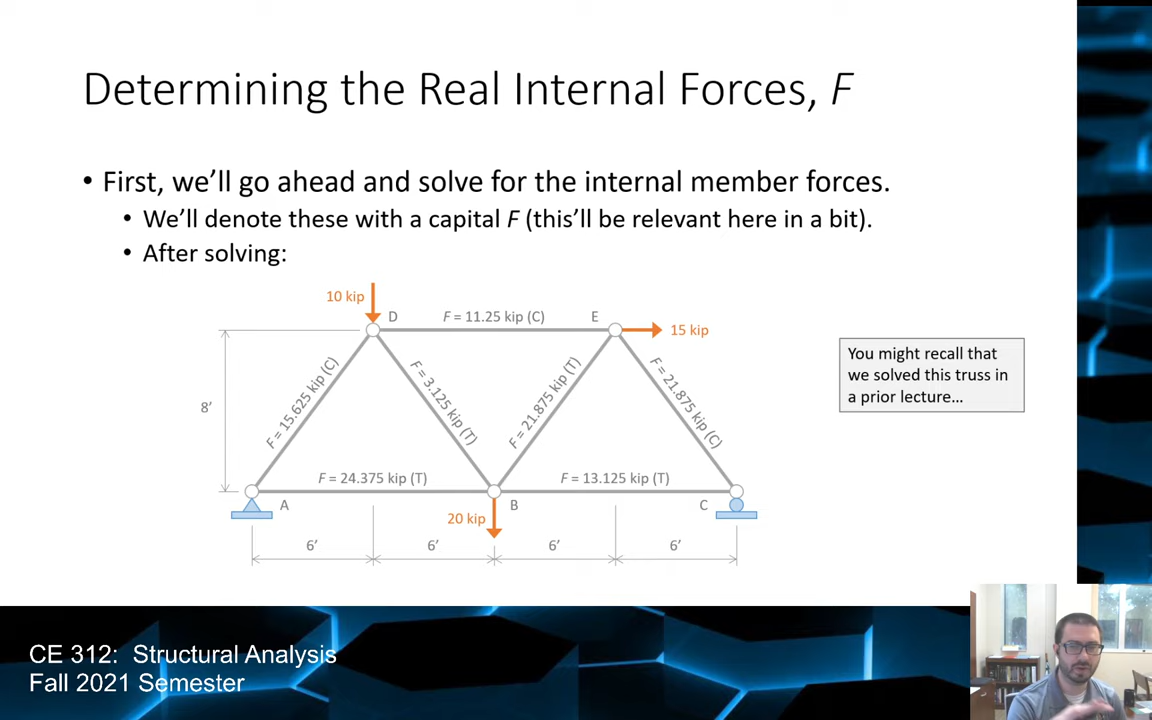 Determining the Real Internal Forces, F
• First, we’ll go ahead and solve for the internal member forces.
• We’ll denote these with a capital F (this’ll be relevant here in a bit).
• After solving:
10 kip
D
F = 11.25 kip (C)
E
15 kip
You might recall that
we solved this truss in
a prior lecture…
8’
F = 15.625 kip (C)
F = 3.125 kip (T)
F = 21.875 kip (T)
F = 21.875 kip (C)
F = 24.375 kip (T)
F = 13.125 kip (T)
A
B
C
20 kip
6’
6’
6’
6’
CE 312: Structural Analysis
Fall 2021 Semester